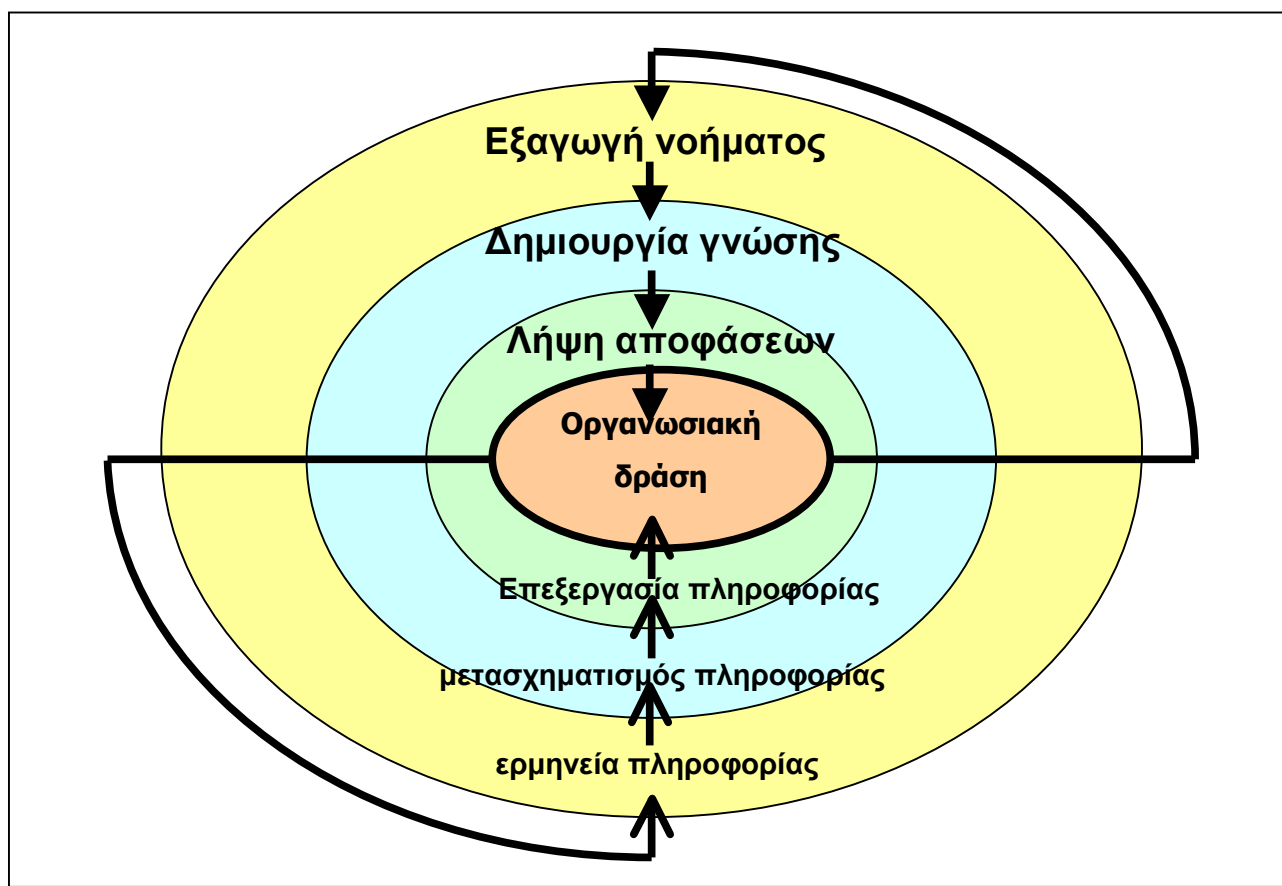 Εξαγωγή νοήματος
Δημιουργία γνώσης
Λήψη αποφάσεων
Οργανωσιακή
δράση
Επεξεργασία πληροφορίας
μετασχηματισμός πληροφορίας
ερμηνεία πληροφορίας